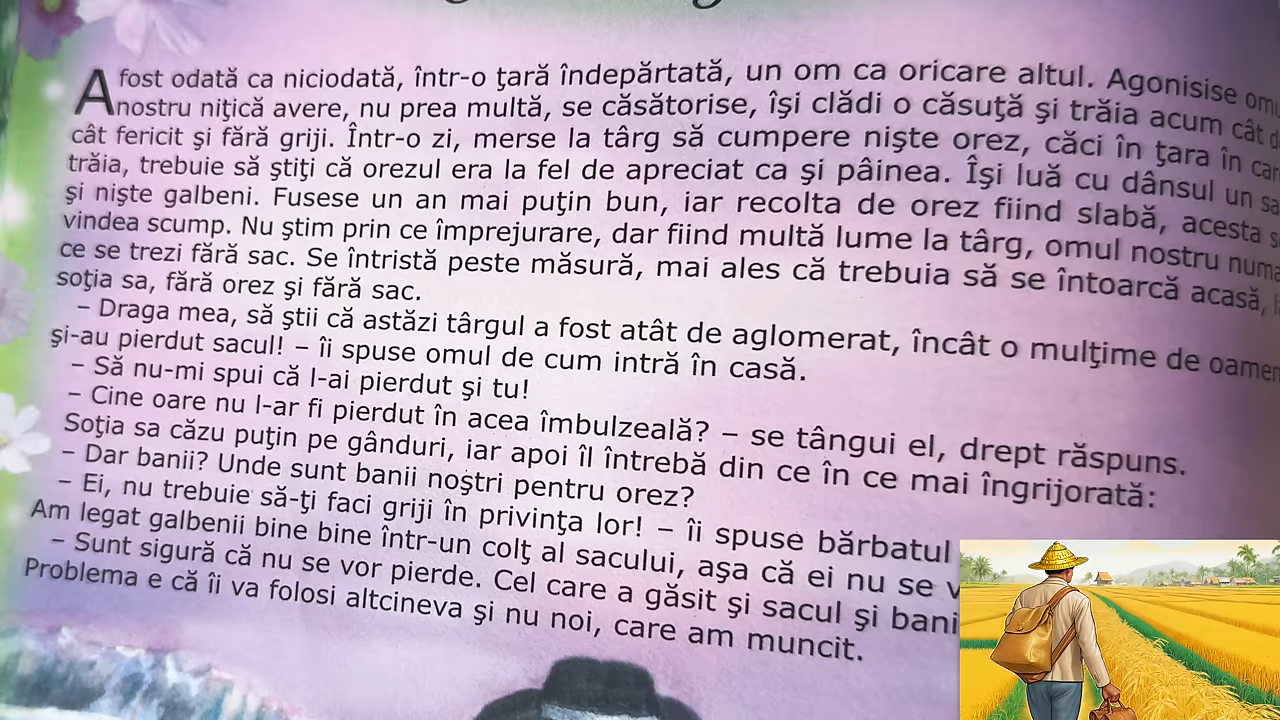 A fost odată ca niciodată, într-o ţară îndepărtată, un om ca oricare altul. Agonisise
nostru niţică avere, nu prea multă, se căsătorise, îşi clădi o căsuţă şi trăia acum cât
cât fericit şi fără griji. Într-o zi, merse la târg să cumpere nişte orez, căci în ţara în
trăia, trebuie să ştiţi că orezul era la fel de apreciat ca şi pâinea. Îşi luă cu dânsul un
şi nişte galbeni. Fusese un an mai puţin bun, iar recolta de orez fiind slabă, acesta
vindea scump. Nu ştim prin ce împrejurare, dar fiind multă lume la târg, omul nostru
ce se trezi fără sac. Se întristă peste măsură, mai ales că trebuia să se întoarcă acasă,
soţia sa, fără orez şi fără sac.
– Draga mea, să ştii că astăzi târgul a fost atât de aglomerat, încât o mulţime de
şi-au pierdut sacul! – îi spuse omul de cum intră în casă.
– Să nu-mi spui că l-ai pierdut şi tu!
– Cine oare nu l-ar fi pierdut în acea îmbulzeală? – se tângui el, drept răspuns.
Soţia sa căzu puţin pe gânduri, iar apoi îl întrebă din ce în ce mai îngrijorată:
– Dar banii? Unde sunt banii noştri pentru orez?
– Ei, nu trebuie să-ţi faci griji în privinţa lor! – îi spuse bărbatul
Am legat galbenii bine bine într-un colţ al sacului, aşa că ei nu se
– Sunt sigură că nu se vor pierde. Cel care a găsit şi sacul şi
Problema e că îi va folosi altcineva şi nu noi, care am muncit.